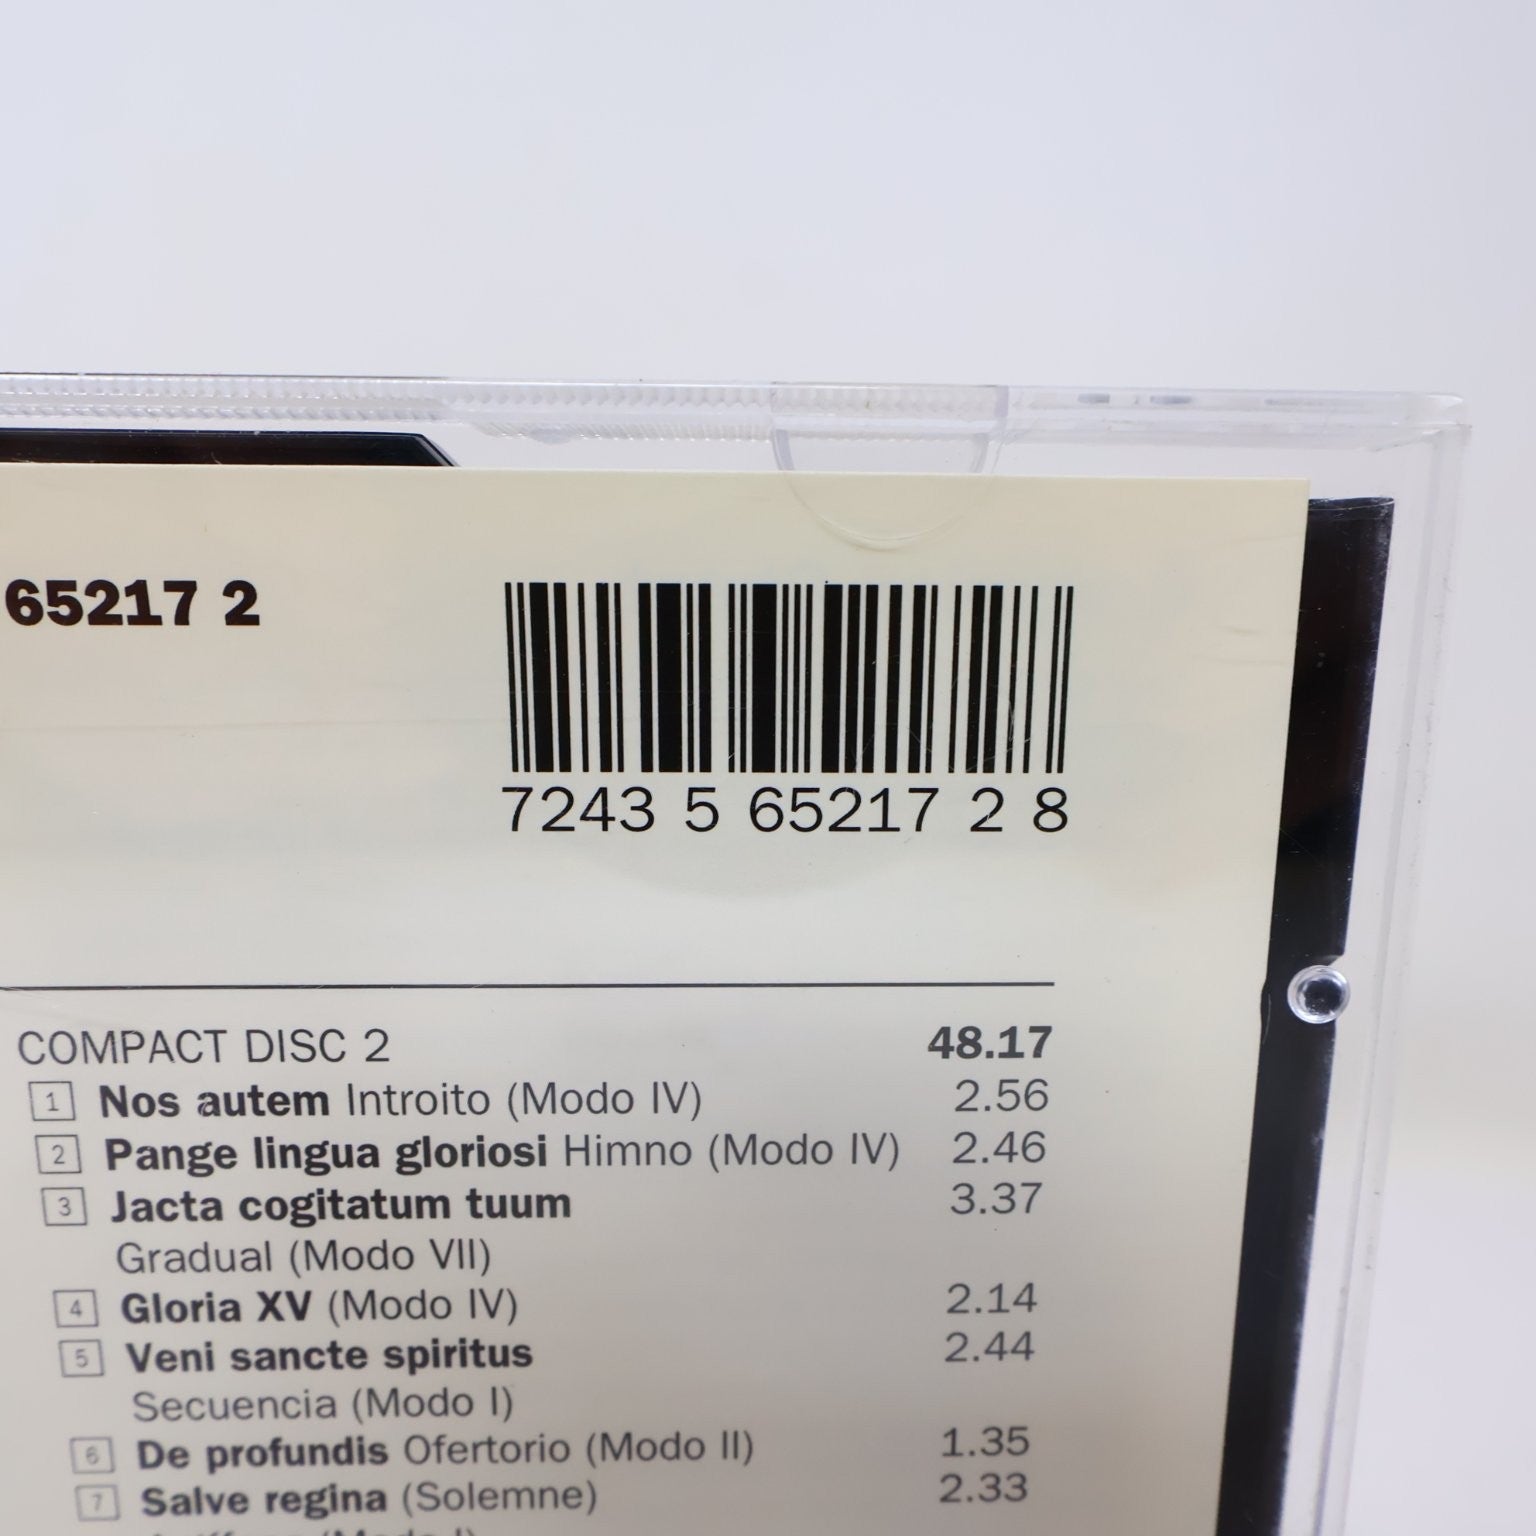 65217 2
7243 5 65217 2 8
COMPACT DISC 2 48.17
1 Nos autem Introito (Modo IV) 2.56
2 Pange lingua gloriosi Himno (Modo IV) 2.46
3 Jacta cogitatum tuum 3.37
Gradual (Modo VII)
4 Gloria XV (Modo IV) 2.14
5 Veni sancte spiritus 2.44
Secuencia (Modo I)
6 De profundis Ofertorio (Modo II) 1.35
7 Salve regina (Solemne) 2.33